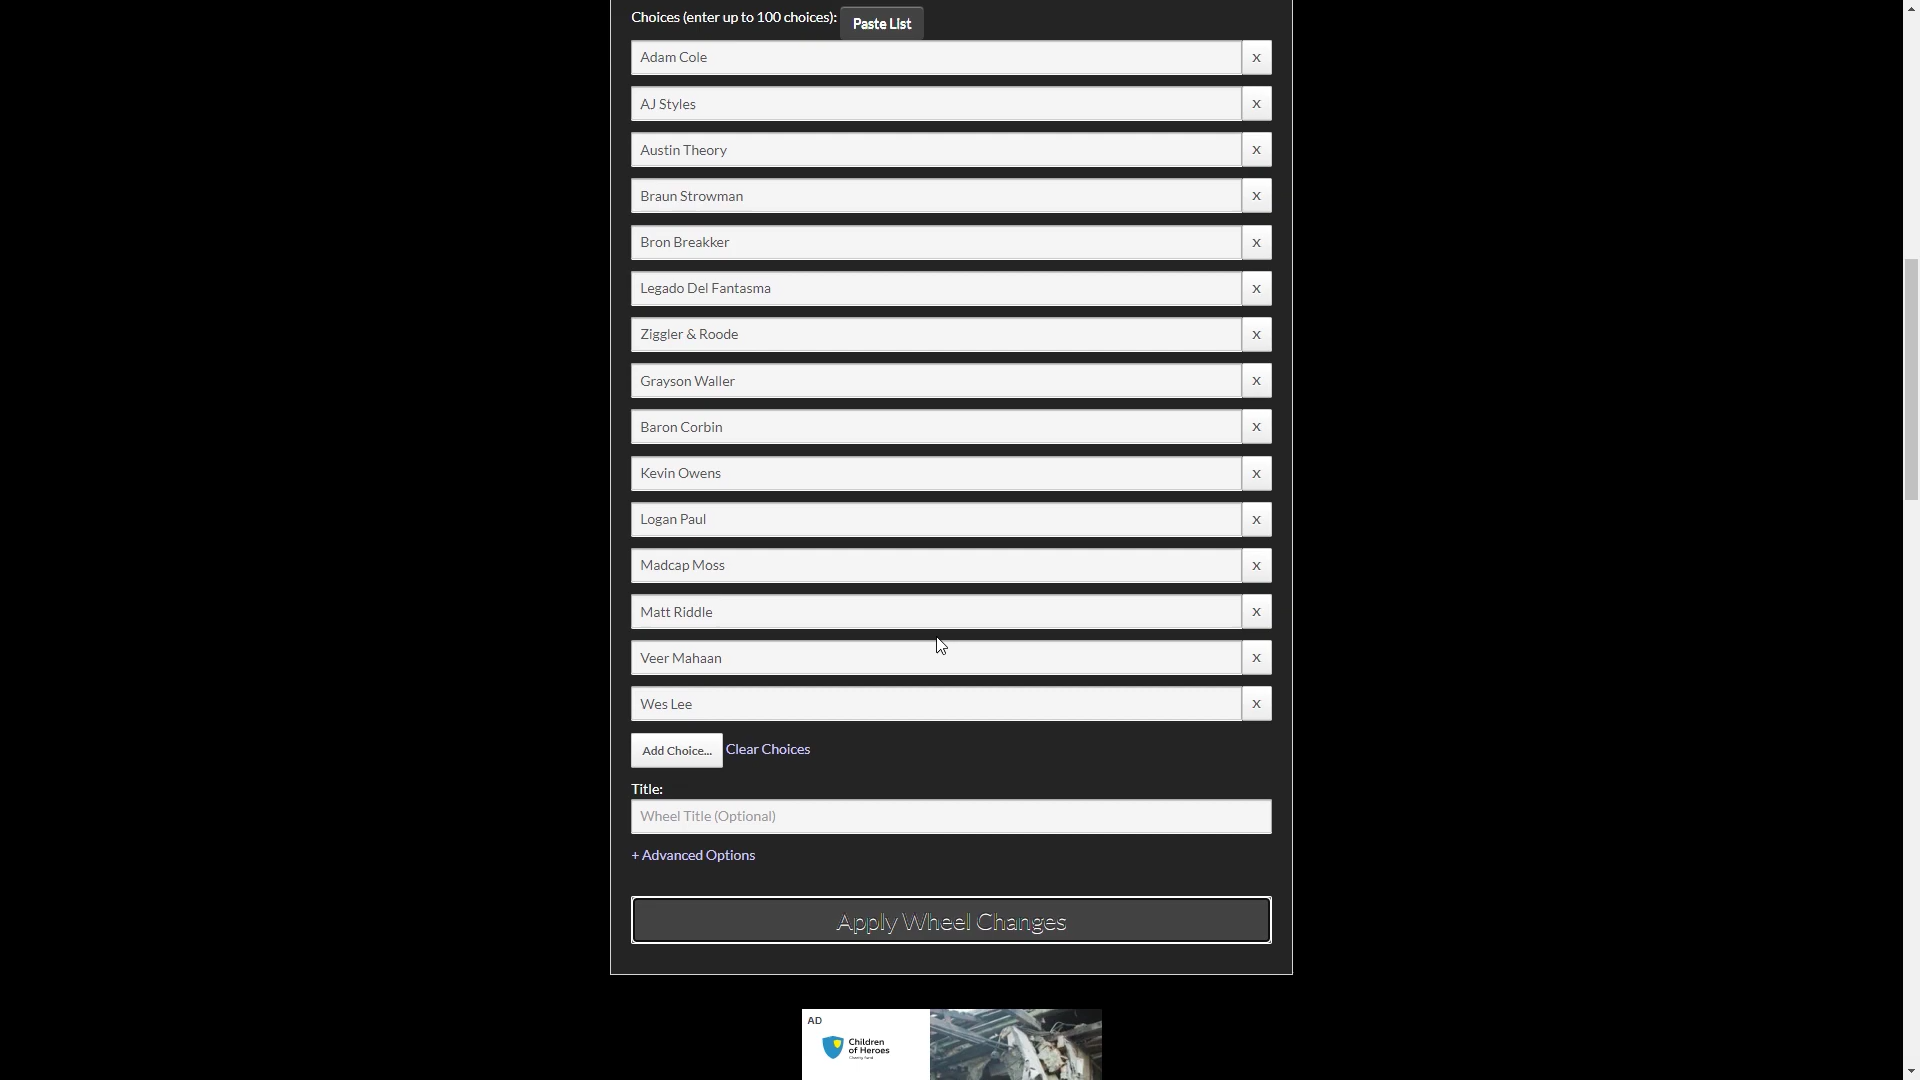 Choices (enter up to 100 choices): Paste List
Adam Cole x
AJ Styles x
Austin Theory x
Braun Strowman x
Bron Breakker x
Legado Del Fantasma x
Ziggler & Roode x
Grayson Waller x
Baron Corbin x
Kevin Owens x
Logan Paul x
Madcap Moss x
Matt Riddle x
Veer Mahaan x
Wes Lee x
Add Choice... Clear Choices
Title:
Wheel Title (Optional)
+ Advanced Options
Apply Wheel Changes
AD
Children
of Heroes
Charity Fund